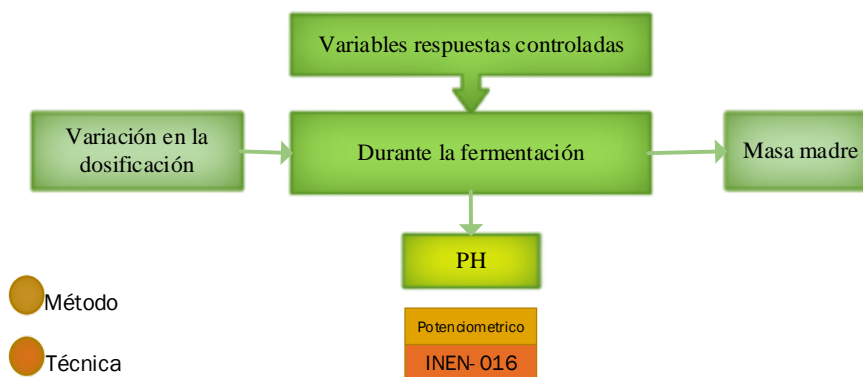 Variables respuestas controladas
Variación en la
dosificación
Durante la fermentación
Masa madre
PH
Método
Potenciometrico
Técnica
INEN- 016